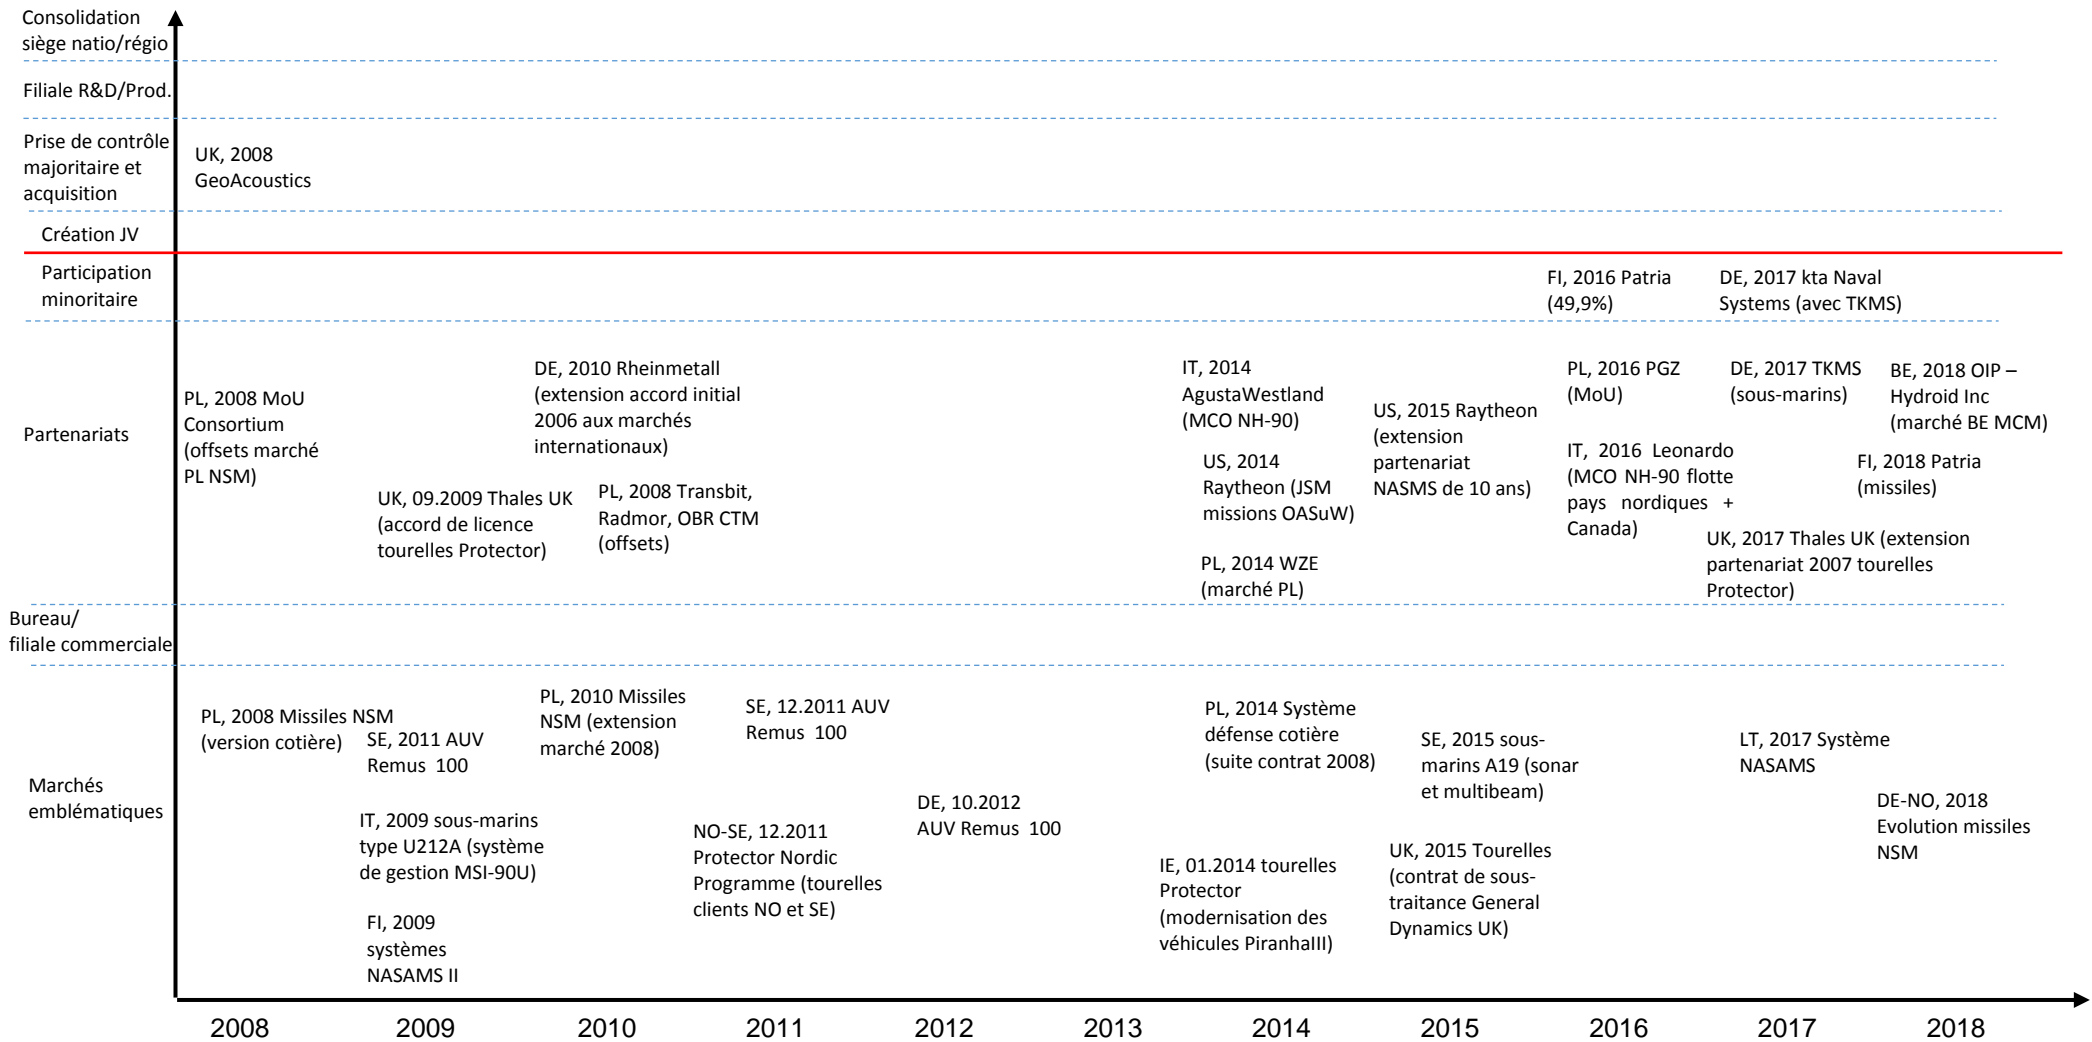 Consolidation
siège natio/régio
Filiale R&D/Prod.
Prise de contrôle
majoritaire et
acquisition
UK, 2008
GeoAcoustics
Création JV
Participation
minoritaire
FI, 2016 Patria
(49,9%)
DE, 2017 kta Naval
Systems (avec TKMS)
Partenariats
PL, 2008 MoU
Consortium
(offsets marché
PL NSM)
DE, 2010 Rheinmetall
(extension accord initial
2006 aux marchés
internationaux)
UK, 09.2009 Thales UK
(accord de licence
tourelles Protector)
PL, 2008 Transbit,
Radmor, OBR CTM
(offsets)
IT, 2014
AgustaWestland
(MCO NH-90)
US, 2014
Raytheon (JSM
missions OASuW)
PL, 2014 WZE
(marché PL)
US, 2015 Raytheon
(extension
partenariat
NASMS de 10 ans)
PL, 2016 PGZ
(MoU)
IT, 2016 Leonardo
(MCO NH-90 flotte
pays nordiques +
Canada)
DE, 2017 TKMS
(sous-marins)
UK, 2017 Thales UK (extension
partenariat 2007 tourelles
Protector)
BE, 2018 OIP –
Hydroid Inc
(marché BE MCM)
FI, 2018 Patria
(missiles)
Bureau/
filiale commerciale
Marchés
emblématiques
PL, 2008 Missiles NSM
(version cotière)
SE, 2011 AUV
Remus 100
IT, 2009 sous-marins
type U212A (système
de gestion MSI-90U)
FI, 2009
systèmes
NASAMS II
PL, 2010 Missiles
NSM (extension
marché 2008)
SE, 12.2011 AUV
Remus 100
NO-SE, 12.2011
Protector Nordic
Programme (tourelles
clients NO et SE)
DE, 10.2012
AUV Remus 100
PL, 2014 Système
défense cotière
(suite contrat 2008)
IE, 01.2014 tourelles
Protector
(modernisation des
véhicules PiranhaIII)
SE, 2015 sous-
marins A19 (sonar
et multibeam)
UK, 2015 Tourelles
(contrat de sous-
traitance General
Dynamics UK)
LT, 2017 Système
NASAMS
DE-NO, 2018
Evolution missiles
NSM
2008
2009
2010
2011
2012
2013
2014
2015
2016
2017
2018